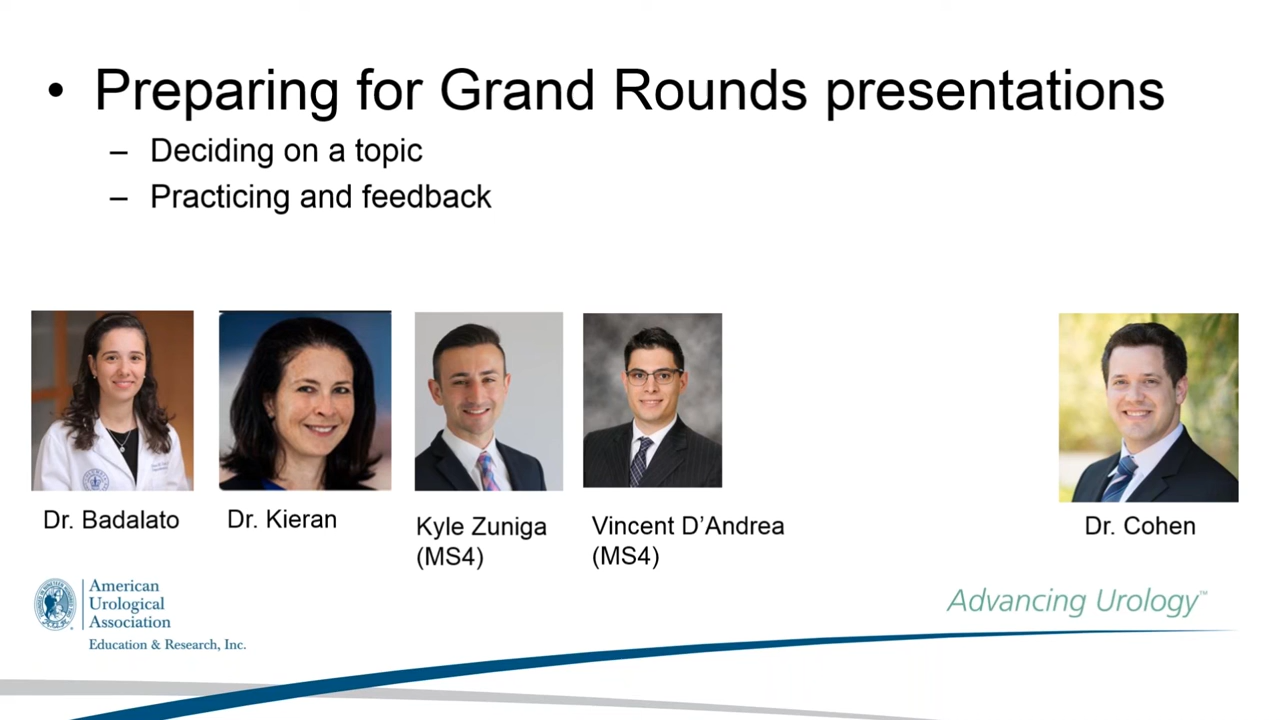 • Preparing for Grand Rounds presentations
– Deciding on a topic
– Practicing and feedback
Dr. Badalato
Dr. Kieran
Kyle Zuniga
(MS4)
Vincent D'Andrea
(MS4)
Dr. Cohen
American
Urological
Association
Education & Research, Inc.
Advancing Urology™